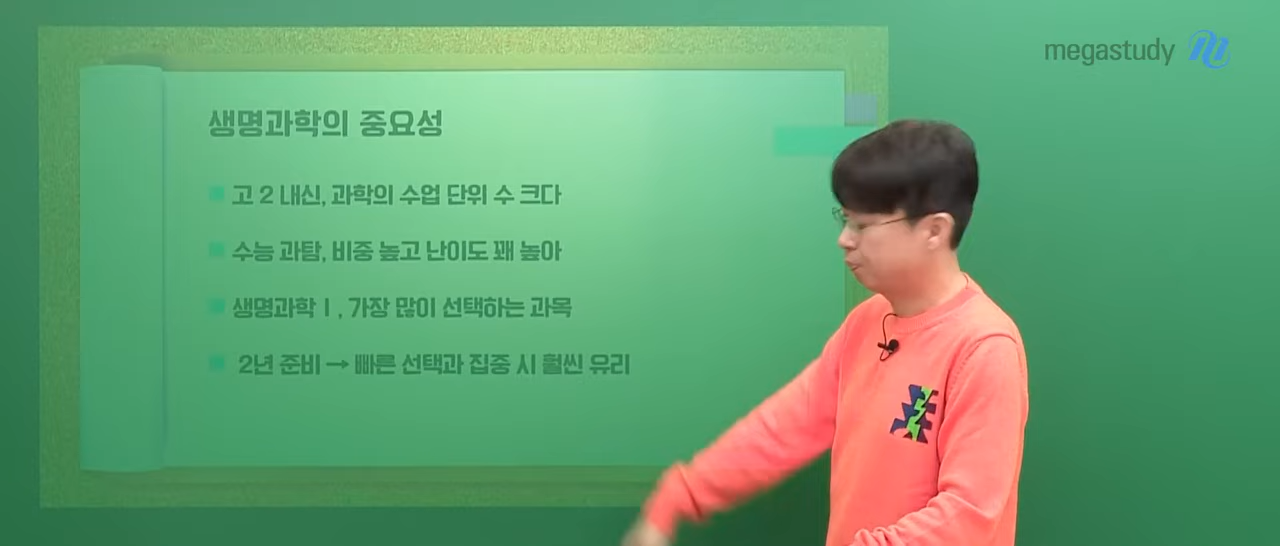 megastudy
생명과학의 중요성
고 2 내신, 과학의 수업 단위 수 크다
수능 과탐, 비중 높고 난이도 꽤 높아
생명과학Ⅰ, 가장 많이 선택하는 과목
2년 준비 → 빠른 선택과 집중 시 훨씬 유리